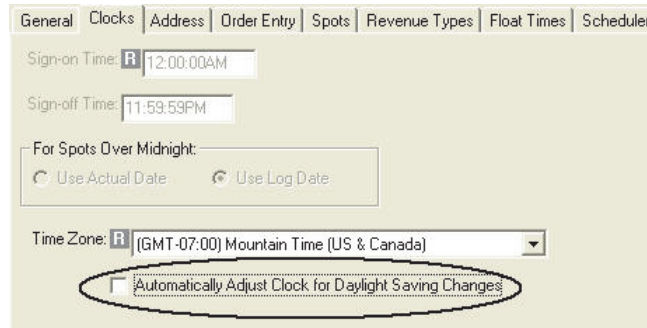 General Clocks Address Order Entry Spots Revenue Types Float Times Scheduler
Sign-on Time: R 12:00:00AM
Sign-off Time: 11:59:59PM
For Spots Over Midnight:
Use Actual Date Use Log Date
Time Zone: R (GMT-07:00) Mountain Time (US & Canada)
Automatically Adjust Clock for Daylight Saving Changes